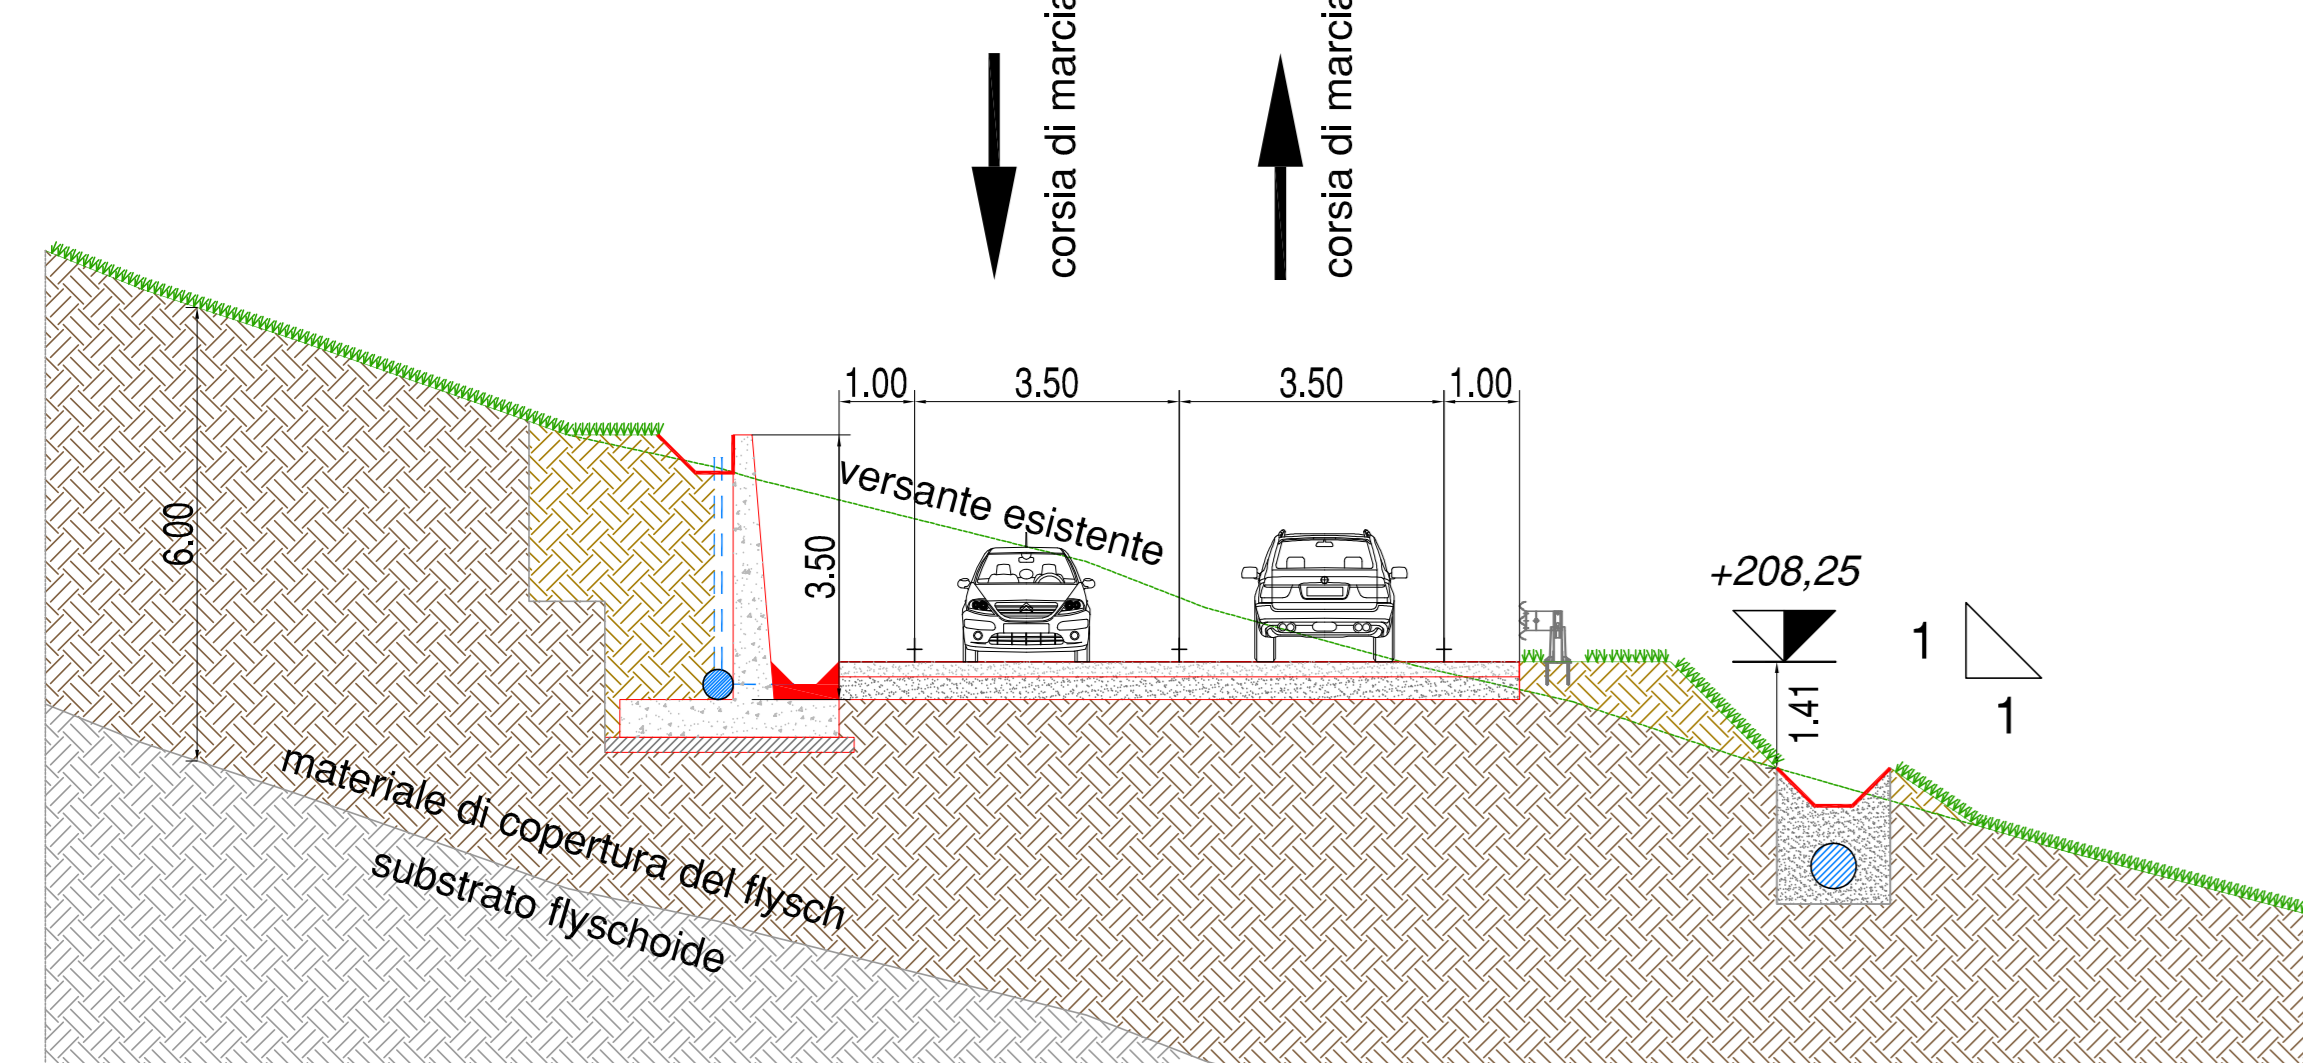 corsia di marcia
corsia di marcia
1.00
3.50
3.50
1.00
versante esistente
6.00
3.50
+208,25
1.41
1
1
materiale di copertura del flysch
substrato flyschoide